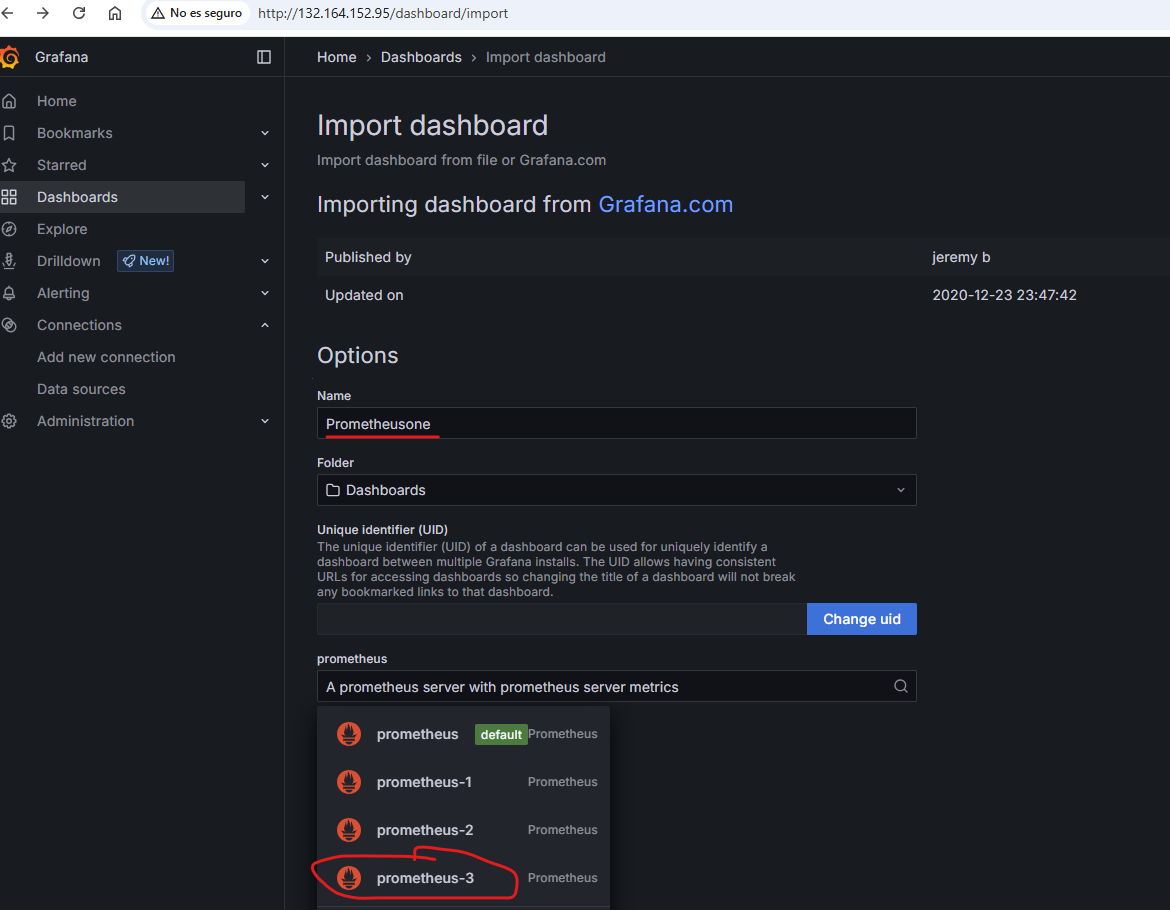 No es seguro http://132.164.152.95/dashboard/import
Grafana
Home › Dashboards › Import dashboard
Home
Bookmarks
Starred
Dashboards
Explore
Drilldown New!
Alerting
Connections
Add new connection
Data sources
Administration
Import dashboard
Import dashboard from file or Grafana.com
Importing dashboard from Grafana.com
Published by jeremy b
Updated on 2020-12-23 23:47:42
Options
Name
Prometheusone
Folder
Dashboards
Unique identifier (UID)
The unique identifier (UID) of a dashboard can be used for uniquely identify a
dashboard between multiple Grafana installs. The UID allows having consistent
URLs for accessing dashboards so changing the title of a dashboard will not break
any bookmarked links to that dashboard.
Change uid
prometheus
A prometheus server with prometheus server metrics
prometheus default Prometheus
prometheus-1 Prometheus
prometheus-2 Prometheus
prometheus-3 Prometheus